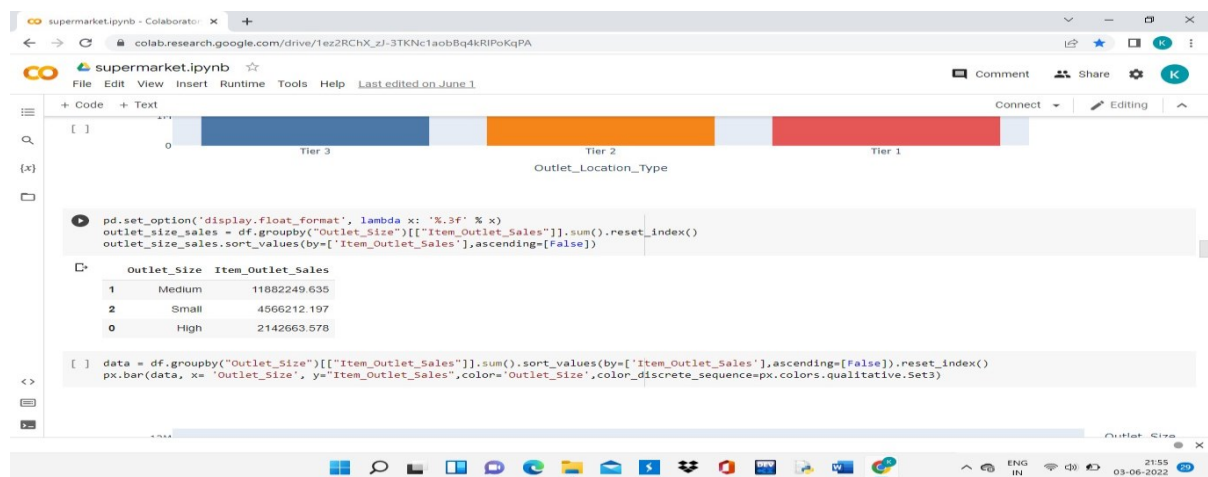 supermarket.ipynb - Colaborator
colab.research.google.com/drive/1ez2RChX_zJ-3TKNc1aobBq4kRlPoKqPA
K
supermarket.ipynb
Comment
Share
K
File Edit View Insert Runtime Tools Help Last edited on June 1
+ Code + Text
Connect
Editing
[ ]
1M
0
Tier 3 Tier 2 Tier 1
Outlet_Location_Type
{x}
pd.set_option('display.float_format', lambda x: '%.3f' % x)
outlet_size_sales = df.groupby("Outlet_Size")[["Item_Outlet_Sales"]].sum().reset_index()
outlet_size_sales.sort_values(by=['Item_Outlet_Sales'],ascending=[False])
Outlet_Size Item_Outlet_Sales
1 Medium 11882249.635
2 Small 4566212.197
0 High 2142663.578
[ ] data = df.groupby("Outlet_Size")[["Item_Outlet_Sales"]].sum().sort_values(by=['Item_Outlet_Sales'],ascending=[False]).reset_index()
px.bar(data, x= 'Outlet_Size', y="Item_Outlet_Sales",color='Outlet_Size',color_discrete_sequence=px.colors.qualitative.Set3)
12M
Outlet_Size
DEV
ENG
IN
21:55
03-06-2022
29